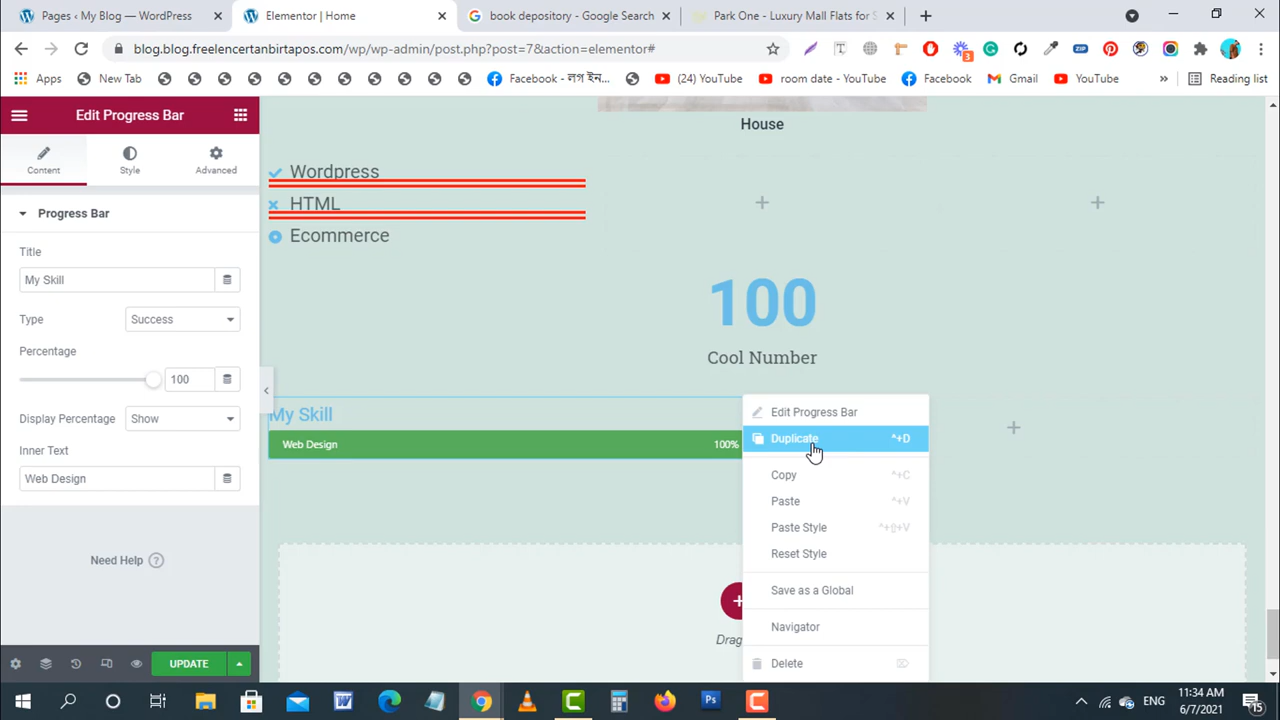 Pages ‹ My Blog — WordPress
Elementor | Home
book depository - Google Search
Park One - Luxury Mall Flats for S
blog.blog.freelencertanbirtapos.com/wp/wp-admin/post.php?post=7&action=elementor#
3
Apps
New Tab
Facebook - লগ ইন...
(24) YouTube
room date - YouTube
Facebook
Gmail
YouTube
»
Reading list
Edit Progress Bar
Content
Style
Advanced
Progress Bar
Title
My Skill
Type
Success
Percentage
100
Display Percentage
Show
Inner Text
Web Design
Need Help
UPDATE
House
Wordpress
HTML
Ecommerce
100
Cool Number
My Skill
Web Design
100%
Edit Progress Bar
Duplicate ^+D
Copy ^+C
Paste ^+V
Paste Style ^+⇧+V
Reset Style
Save as a Global
Navigator
Delete
Drag
ENG
11:34 AM
6/7/2021
15